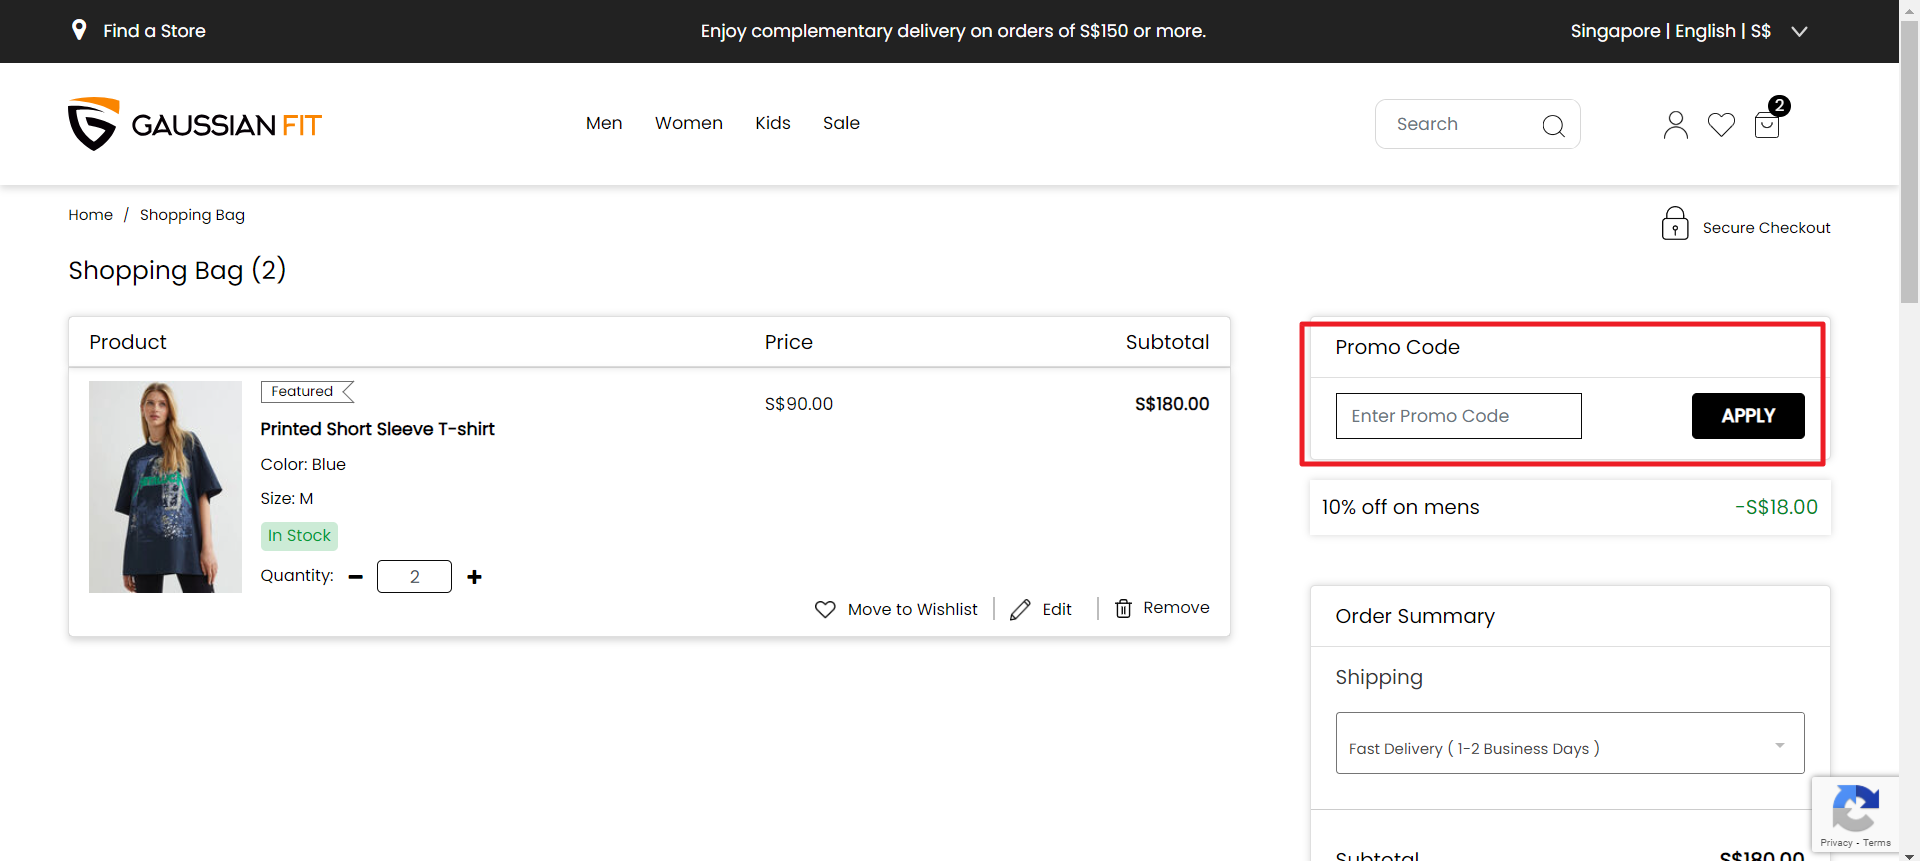 Find a Store
Enjoy complementary delivery on orders of S$150 or more.
Singapore | English | S$
GAUSSIAN FIT
Men
Women
Kids
Sale
Search
2
Home / Shopping Bag
Secure Checkout
Shopping Bag (2)
Product
Price
Subtotal
Featured
Printed Short Sleeve T-shirt
Color: Blue
Size: M
In Stock
Quantity: 2
S$90.00
S$180.00
Move to Wishlist
Edit
Remove
Promo Code
Enter Promo Code
APPLY
10% off on mens
-S$18.00
Order Summary
Shipping
Fast Delivery ( 1-2 Business Days )
Subtotal
S$180.00
Privacy - Terms